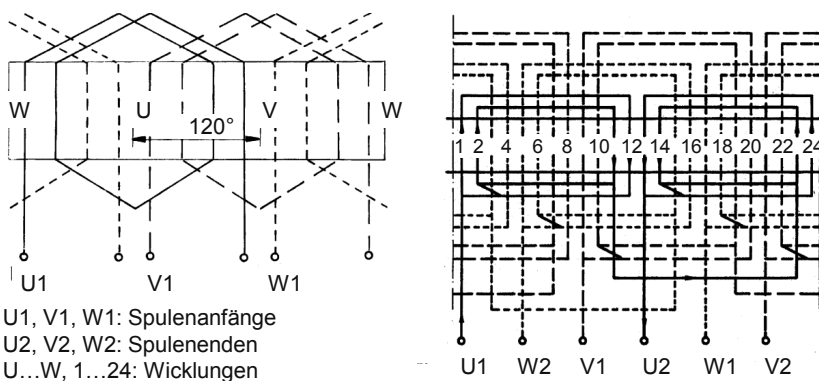 W U V W
120°
U1 V1 W1
U1, V1, W1: Spulenanfänge
U2, V2, W2: Spulenenden
U...W, 1...24: Wicklungen
1 2 4 6 8 10 12 14 16 18 20 22 24
U1 W2 V1 U2 W1 V2